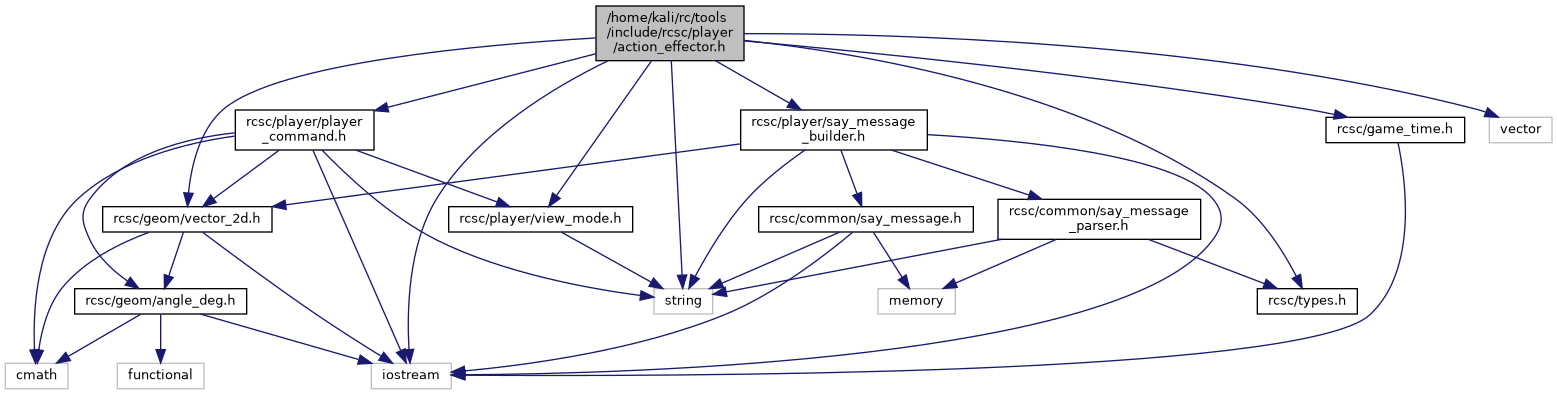 /home/kali/rc/tools
/include/rcsc/player
/action_effector.h
rcsc/player/player
_command.h
rcsc/player/say_message
_builder.h
rcsc/game_time.h
vector
rcsc/geom/vector_2d.h
rcsc/player/view_mode.h
rcsc/common/say_message.h
rcsc/common/say_message
_parser.h
rcsc/geom/angle_deg.h
string
memory
rcsc/types.h
cmath
functional
iostream